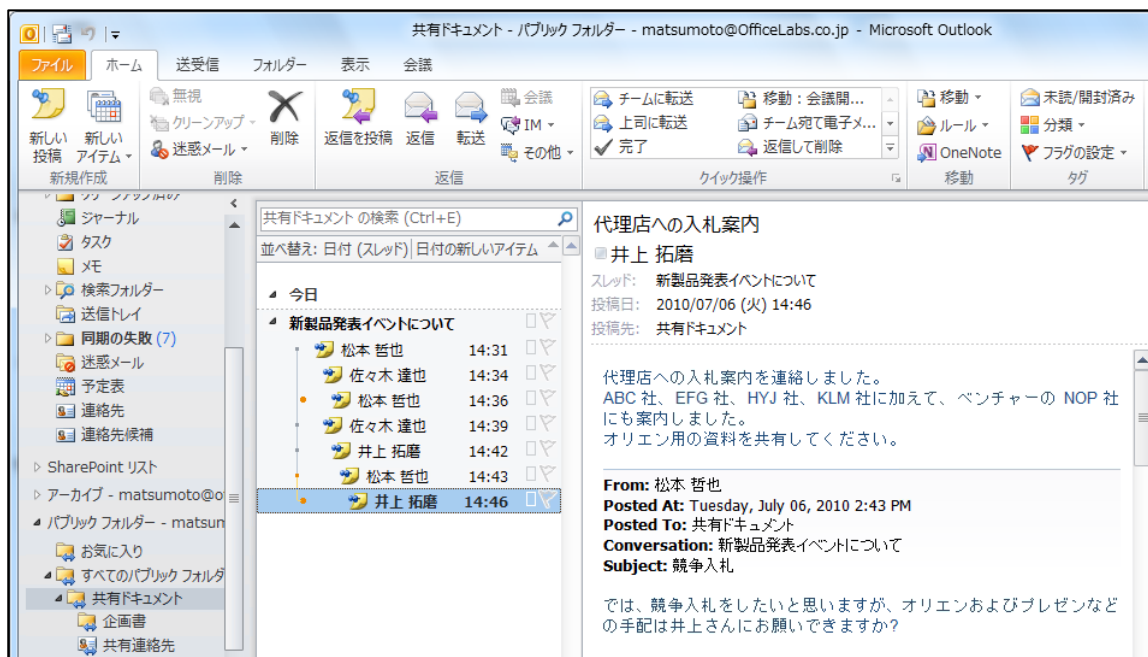 共有ドキュメント - パブリック フォルダー - matsumoto@OfficeLabs.co.jp - Microsoft Outlook
ファイル ホーム 送受信 フォルダー 表示 会議
新しい投稿
新しいアイテム
新規作成
無視
クリーンアップ
迷惑メール
削除
削除
返信を投稿
返信
転送
会議
IM
その他
返信
チームに転送
上司に転送
完了
移動：会議開...
チーム宛て電子メ...
返信して削除
クイック操作
移動
ルール
OneNote
移動
未読/開封済み
分類
フラグの設定
タグ
クリーンアップ済み
ジャーナル
タスク
メモ
検索フォルダー
送信トレイ
同期の失敗 (7)
迷惑メール
予定表
連絡先
連絡先候補
SharePoint リスト
アーカイブ - matsumoto@o
パブリック フォルダー - matsum
お気に入り
すべてのパブリック フォルダ
共有ドキュメント
企画書
共有連絡先
共有ドキュメント の検索 (Ctrl+E)
並べ替え: 日付 (スレッド) 日付の新しいアイテム
今日
新製品発表イベントについて
松本 哲也 14:31
佐々木 達也 14:34
松本 哲也 14:36
佐々木 達也 14:39
井上 拓磨 14:42
松本 哲也 14:43
井上 拓磨 14:46
代理店への入札案内
井上 拓磨
スレッド: 新製品発表イベントについて
投稿日: 2010/07/06 (火) 14:46
投稿先: 共有ドキュメント
代理店への入札案内を連絡しました。
ABC 社、EFG 社、HYJ 社、KLM 社に加えて、ベンチャーの NOP 社
にも案内しました。
オリエン用の資料を共有してください。
From: 松本 哲也
Posted At: Tuesday, July 06, 2010 2:43 PM
Posted To: 共有ドキュメント
Conversation: 新製品発表イベントについて
Subject: 競争入札
では、競争入札をしたいと思いますが、オリエンおよびプレゼンなど
の手配は井上さんにお願いできますか?